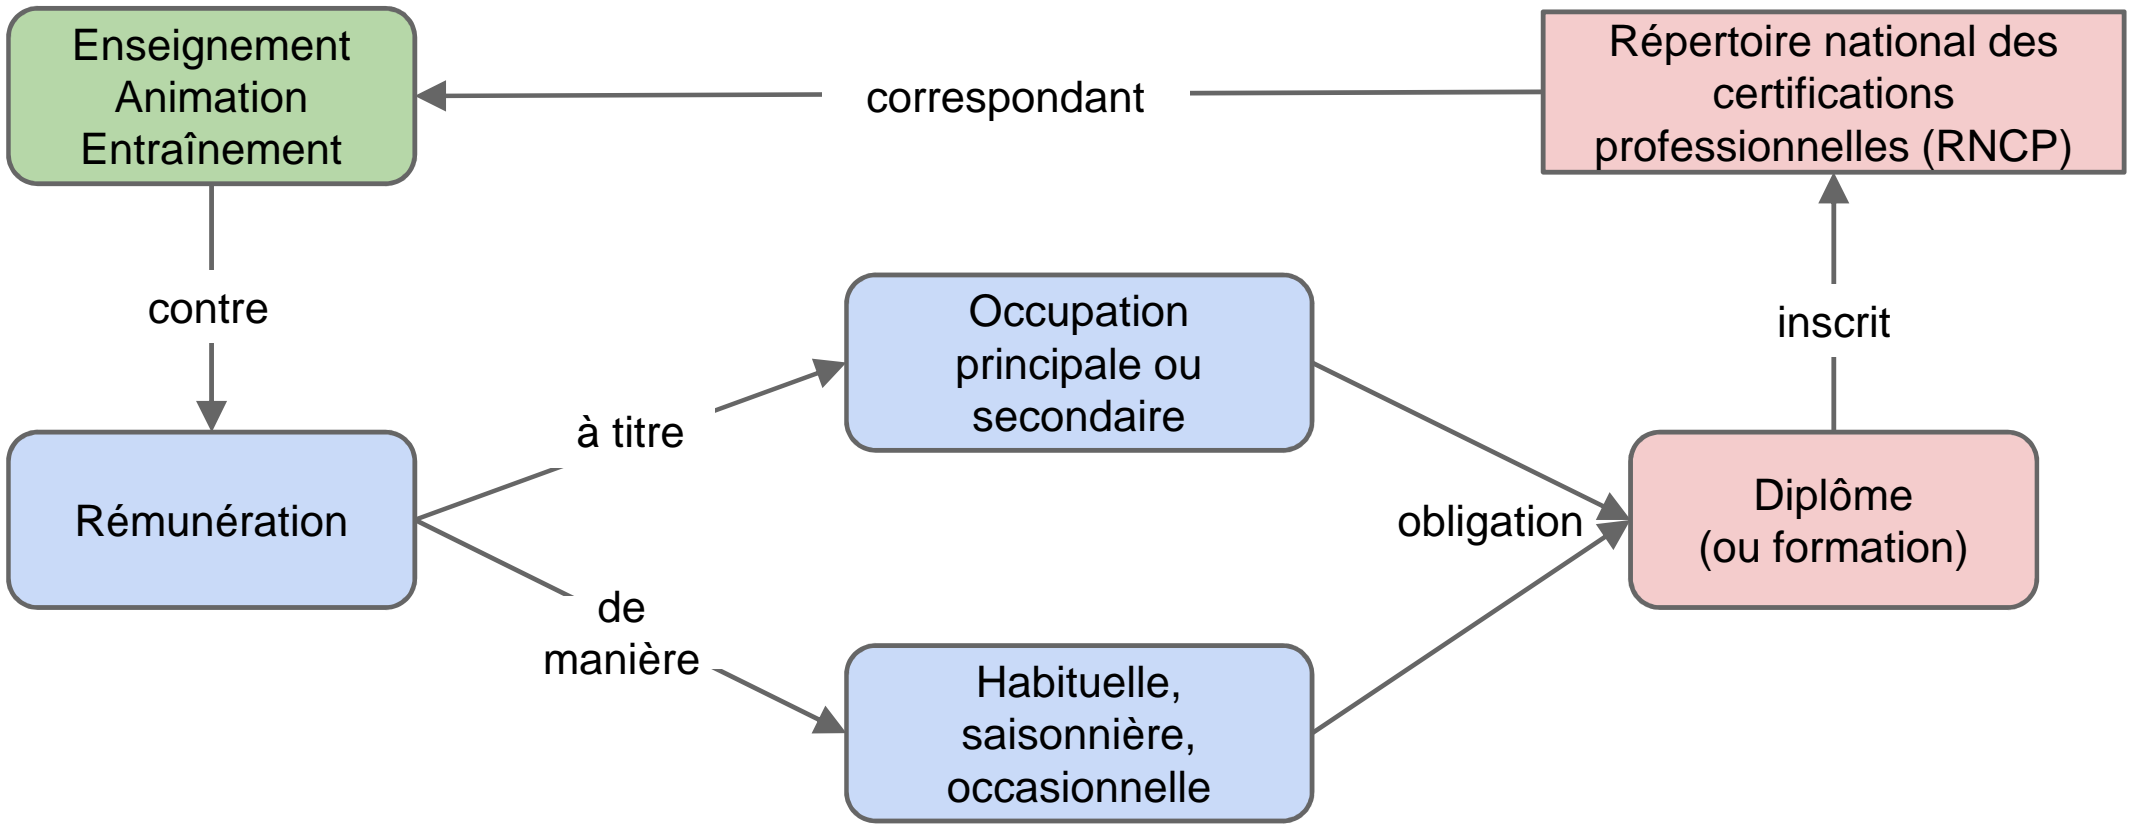 Enseignement
Animation
Entraînement
correspondant
Répertoire national des
certifications
professionnelles (RNCP)
contre
inscrit
Occupation
principale ou
secondaire
à titre
Rémunération
obligation
Diplôme
(ou formation)
de
manière
Habituelle,
saisonnière,
occasionnelle